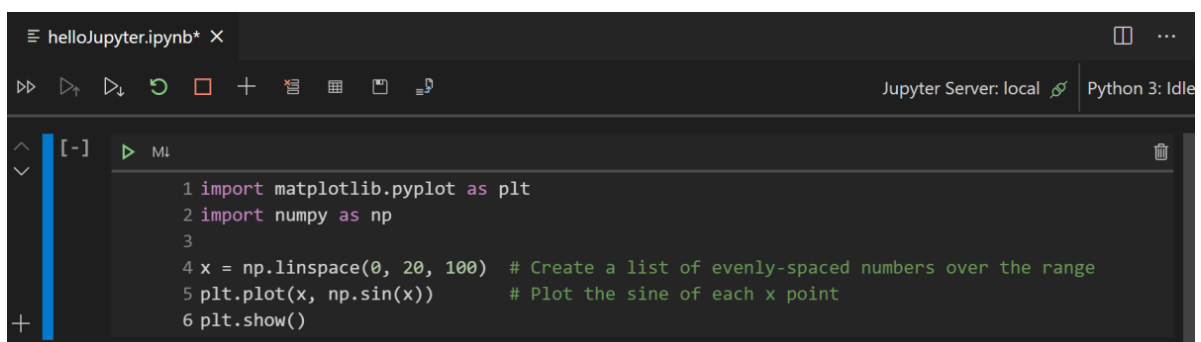 helloJupyter.ipynb*
Jupyter Server: local Python 3: Idle
[-] M↓
1 import matplotlib.pyplot as plt
2 import numpy as np
3
4 x = np.linspace(0, 20, 100)  # Create a list of evenly-spaced numbers over the range
5 plt.plot(x, np.sin(x))       # Plot the sine of each x point
6 plt.show()